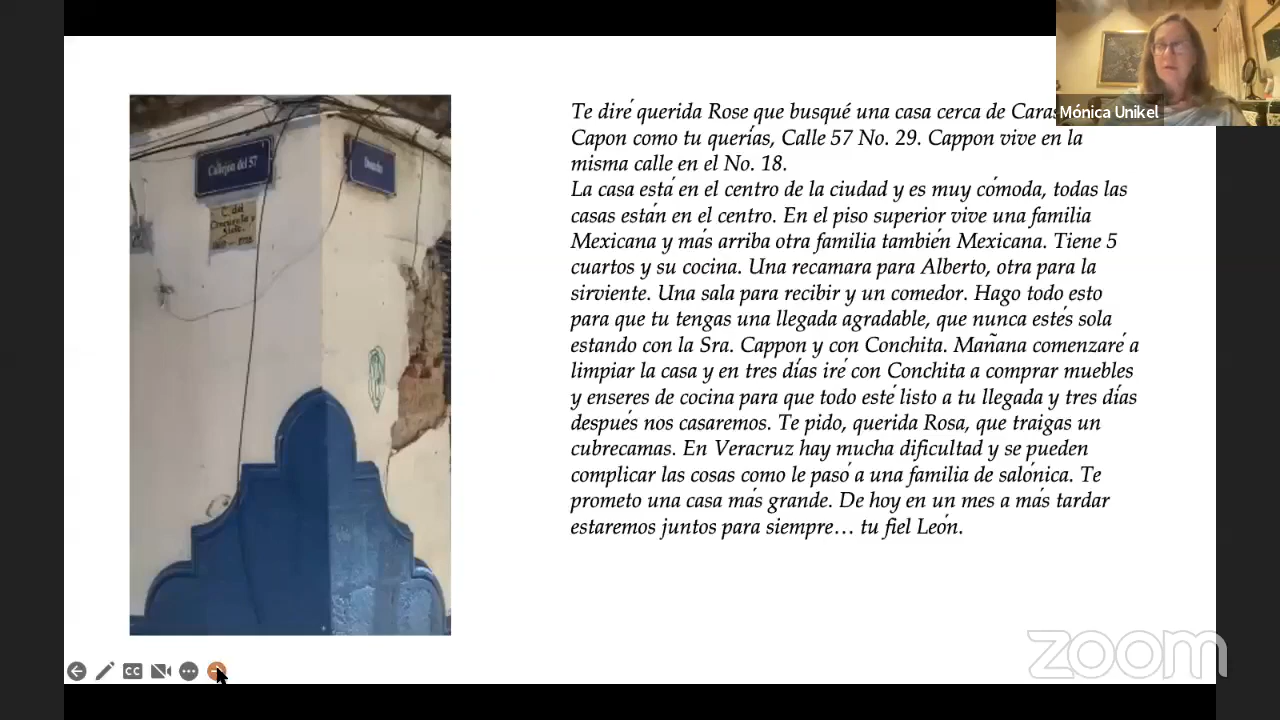 Te diré querida Rose que busqué una casa cerca de
Capon como tu querías, Calle 57 No. 29. Cappon vive en la
misma calle en el No. 18.
La casa está en el centro de la ciudad y es muy cómoda, todas las
casas están en el centro. En el piso superior vive una familia
Mexicana y más arriba otra familia también Mexicana. Tiene 5
cuartos y su cocina. Una recamara para Alberto, otra para la
sirviente. Una sala para recibir y un comedor. Hago todo esto
para que tu tengas una llegada agradable, que nunca estés sola
estando con la Sra. Cappon y con Conchita. Mañana comenzaré a
limpiar la casa y en tres días iré con Conchita a comprar muebles
y enseres de cocina para que todo esté listo a tu llegada y tres días
después nos casaremos. Te pido, querida Rosa, que traigas un
cubrecamas. En Veracruz hay mucha dificultad y se pueden
complicar las cosas como le pasó a una familia de salónica. Te
prometo una casa más grande. De hoy en un mes a más tardar
estaremos juntos para siempre… tu fiel León.
Mónica Unikel
Callejón del 57
C. del
CC
zoom